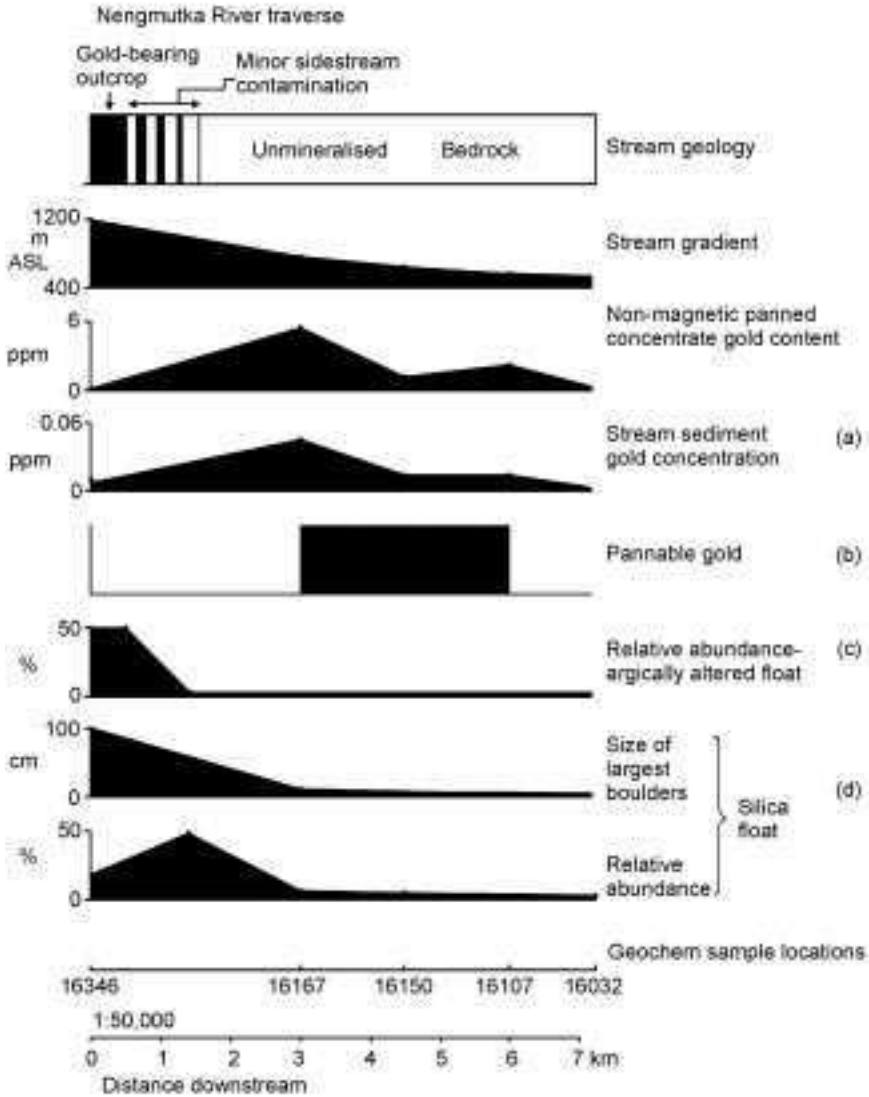 Nengmutka River traverse
Gold-bearing
outcrop
Minor sidestream
contamination
Unmineralised Bedrock
Stream geology
1200
m
ASL
400
Stream gradient
6
ppm
0
Non-magnetic panned
concentrate gold content
0.06
ppm
0
Stream sediment
gold concentration
(a)
Pannable gold
(b)
50
%
0
Relative abundance-
argically altered float
(c)
100
cm
0
Size of
largest
boulders
Silica
float
(d)
50
%
0
Relative
abundance
Geochem sample locations
16346 16167 16150 16107 16032
1:50,000
0 1 2 3 4 5 6 7 km
Distance downstream